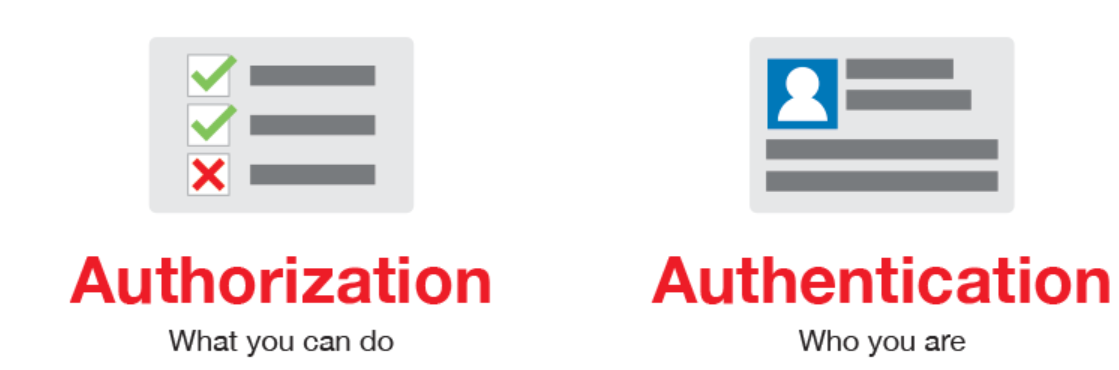 Authorization
What you can do
Authentication
Who you are